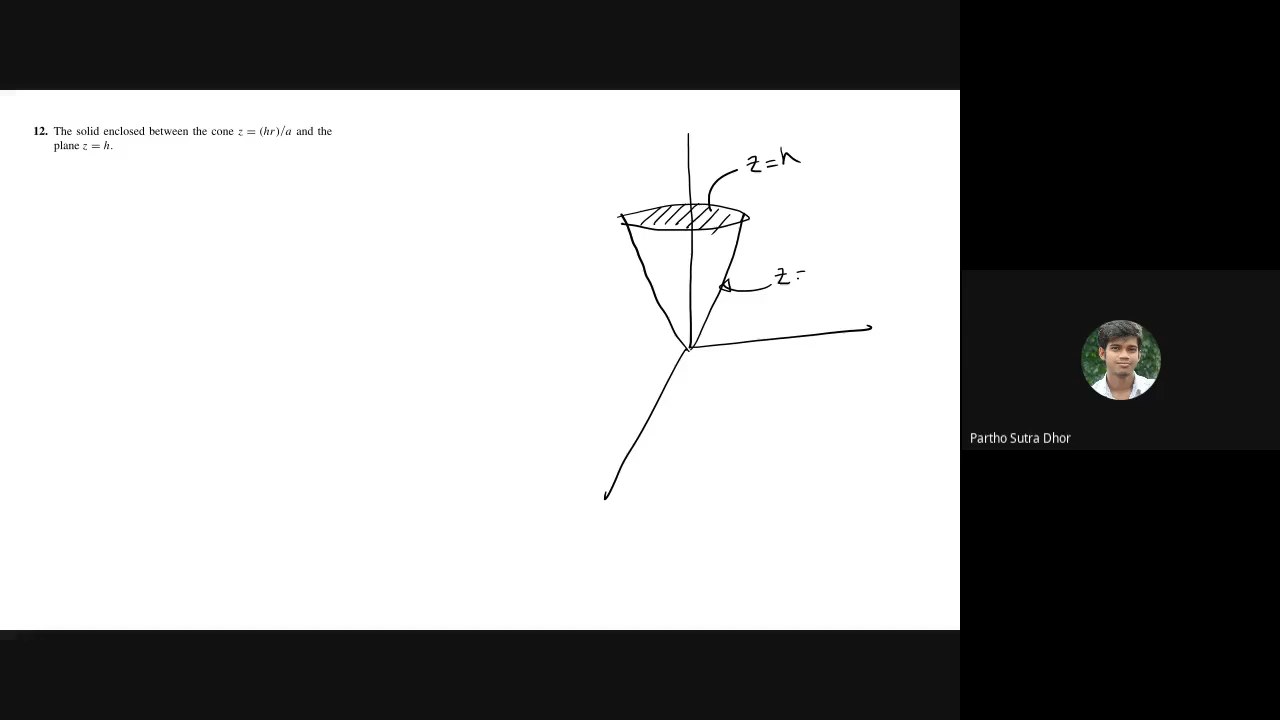 12. The solid enclosed between the cone z = (hr)/a and the
plane z = h.
z=h
z=
Partho Sutra Dhor